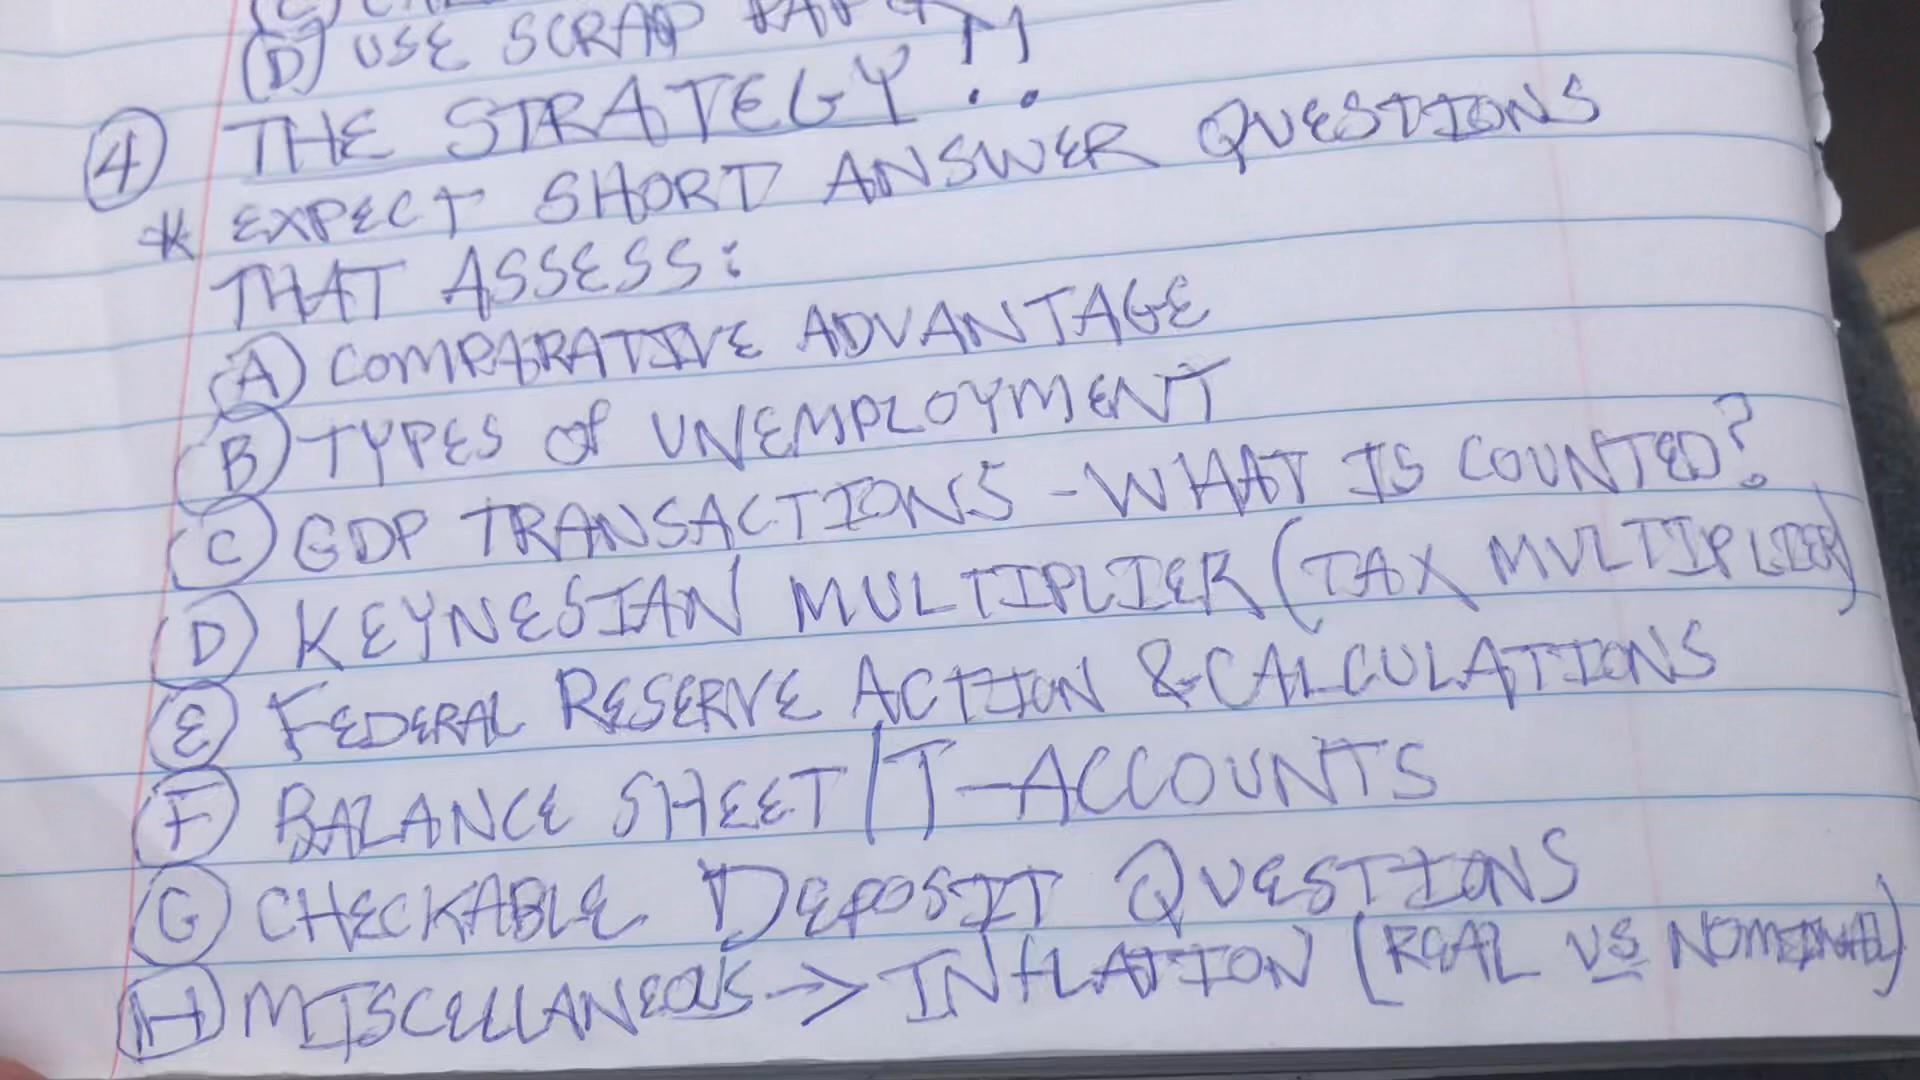 (D) USE SCRAP
④ THE STRATEGY!!
* EXPECT SHORT ANSWER QUESTIONS
THAT ASSESS:
Ⓐ COMPARATIVE ADVANTAGE
Ⓑ TYPES OF UNEMPLOYMENT
Ⓒ GDP TRANSACTIONS - WHAT IS COUNTED?
Ⓓ KEYNESIAN MULTIPLIER (TAX MULTIPLIER)
Ⓔ FEDERAL RESERVE ACTION & CALCULATIONS
Ⓕ BALANCE SHEET/T-ACCOUNTS
Ⓖ CHECKABLE DEPOSIT QUESTIONS
Ⓗ MISCELLANEOUS -> INFLATION (REAL VS NOMINAL)